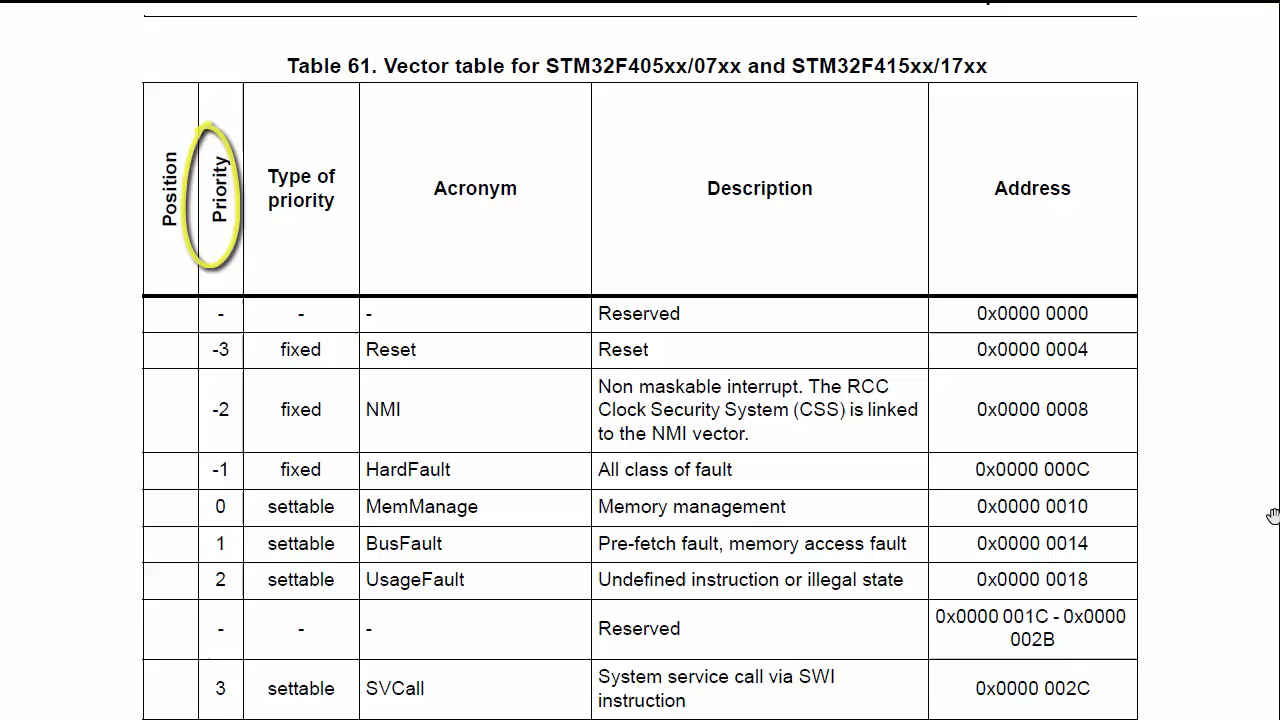 Table 61. Vector table for STM32F405xx/07xx and STM32F415xx/17xx
Position Priority Type of priority Acronym Description Address
- - - Reserved 0x0000 0000
-3 fixed Reset Reset 0x0000 0004
-2 fixed NMI Non maskable interrupt. The RCC Clock Security System (CSS) is linked to the NMI vector. 0x0000 0008
-1 fixed HardFault All class of fault 0x0000 000C
0 settable MemManage Memory management 0x0000 0010
1 settable BusFault Pre-fetch fault, memory access fault 0x0000 0014
2 settable UsageFault Undefined instruction or illegal state 0x0000 0018
- - - Reserved 0x0000 001C - 0x0000 002B
3 settable SVCall System service call via SWI instruction 0x0000 002C